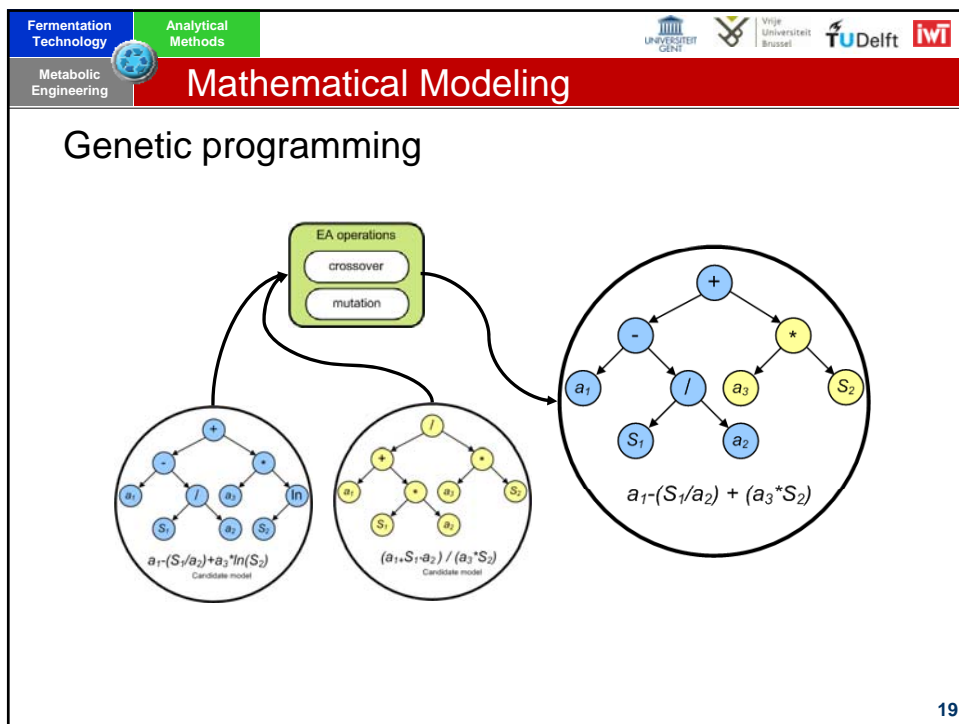 Fermentation
Technology
Analytical
Methods
Metabolic
Engineering
UNIVERSITEIT
GENT
Vrije
Universiteit
Brussel
TU Delft
iwt
Mathematical Modeling
Genetic programming
EA operations
crossover
mutation
+
-
*
a₁
/
a₃
ln
S₁
a₂
S₂
a₁-(S₁/a₂)+a₃*ln(S₂)
Candidate model
/
+
*
a₁
*
a₃
S₂
S₁
a₂
(a₁+S₁·a₂) / (a₃*S₂)
Candidate model
+
-
*
a₁
/
a₃
S₂
S₁
a₂
a₁-(S₁/a₂) + (a₃*S₂)
19